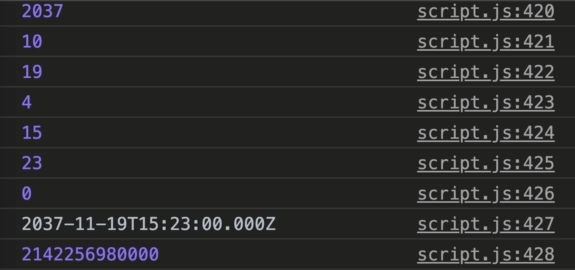 2037 script.js:420
10 script.js:421
19 script.js:422
4 script.js:423
15 script.js:424
23 script.js:425
0 script.js:426
2037-11-19T15:23:00.000Z script.js:427
2142256980000 script.js:428